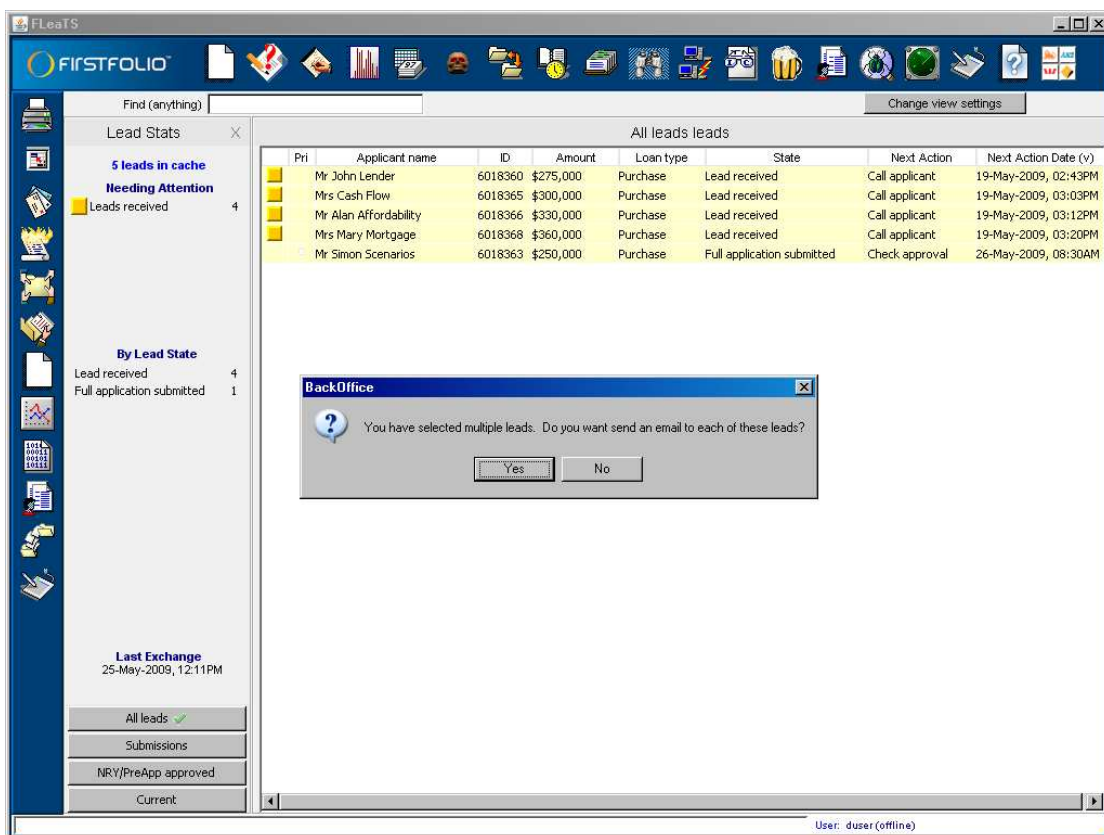 FLeaTS
FIRSTFOLIO
Find (anything)
Change view settings
Lead Stats X
5 leads in cache
Needing Attention
Leads received 4
By Lead State
Lead received 4
Full application submitted 1
Last Exchange
25-May-2009, 12:11PM
All leads
Submissions
NRY/PreApp approved
Current
All leads leads
Pri Applicant name ID Amount Loan type State Next Action Next Action Date (v)
Mr John Lender 6018360 $275,000 Purchase Lead received Call applicant 19-May-2009, 02:43PM
Mrs Cash Flow 6018365 $300,000 Purchase Lead received Call applicant 19-May-2009, 03:03PM
Mr Alan Affordability 6018366 $330,000 Purchase Lead received Call applicant 19-May-2009, 03:12PM
Mrs Mary Mortgage 6018368 $360,000 Purchase Lead received Call applicant 19-May-2009, 03:20PM
Mr Simon Scenarios 6018363 $250,000 Purchase Full application submitted Check approval 26-May-2009, 08:30AM
BackOffice
You have selected multiple leads. Do you want send an email to each of these leads?
Yes No
User: duser (offline)